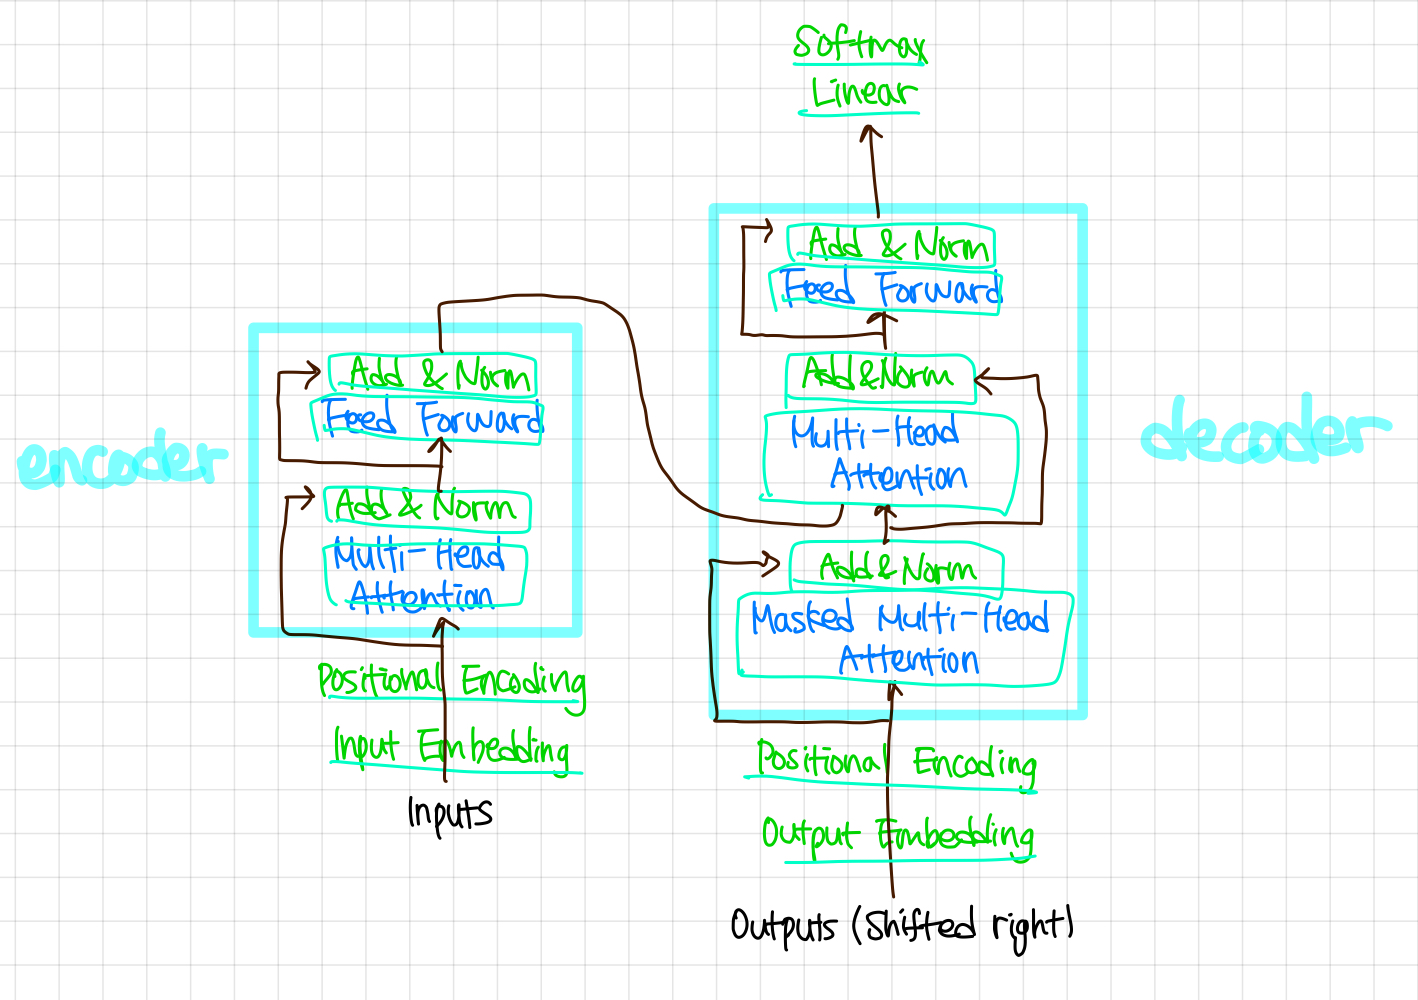 Softmax
Linear
Add & Norm
Feed Forward
Add & Norm
Multi-Head
Attention
Add & Norm
Masked Multi-Head
Attention
Positional Encoding
Output Embedding
Outputs (Shifted right)
decoder
encoder
Add & Norm
Feed Forward
Add & Norm
Multi-Head
Attention
Positional Encoding
Input Embedding
Inputs